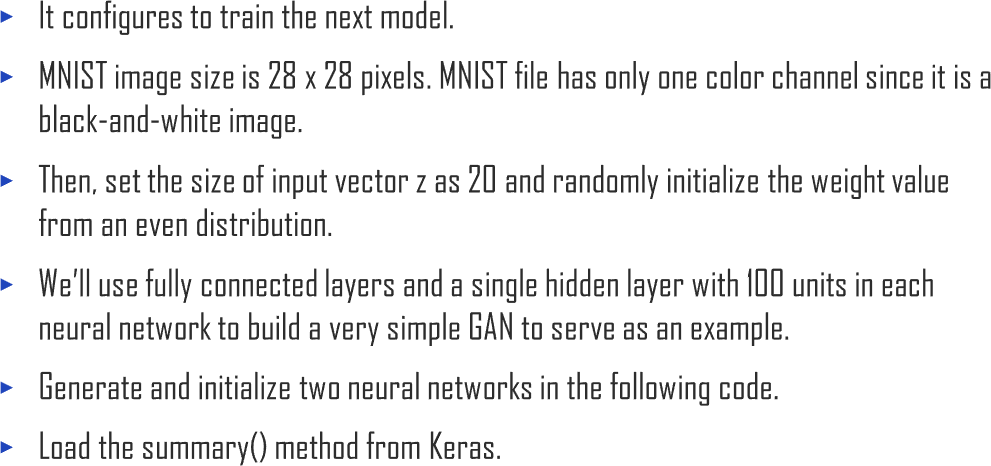 ► It configures to train the next model.
► MNIST image size is 28 x 28 pixels. MNIST file has only one color channel since it is a
black-and-white image.
► Then, set the size of input vector z as 20 and randomly initialize the weight value
from an even distribution.
► We'll use fully connected layers and a single hidden layer with 100 units in each
neural network to build a very simple GAN to serve as an example.
► Generate and initialize two neural networks in the following code.
► Load the summary() method from Keras.